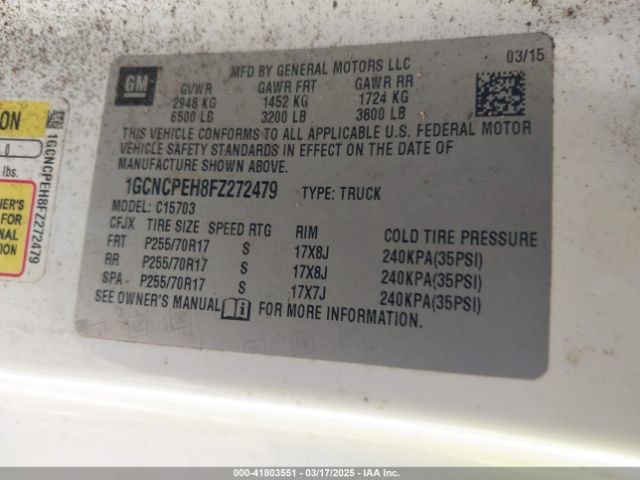 GM
MFD BY GENERAL MOTORS LLC
03/15
GVWR GAWR FRT GAWR RR
2948 KG 1452 KG 1724 KG
6500 LB 3200 LB 3800 LB
THIS VEHICLE CONFORMS TO ALL APPLICABLE U.S. FEDERAL MOTOR
VEHICLE SAFETY STANDARDS IN EFFECT ON THE DATE OF
MANUFACTURE SHOWN ABOVE.
1GCNCPEH8FZ272479 TYPE: TRUCK
MODEL: C15703
CFJX TIRE SIZE SPEED RTG RIM COLD TIRE PRESSURE
FRT P255/70R17 S 17X8J 240KPA(35PSI)
RR P255/70R17 S 17X8J 240KPA(35PSI)
SPA P255/70R17 S 17X7J 240KPA(35PSI)
SEE OWNER'S MANUAL FOR MORE INFORMATION.
ION
0
lbs.
1GCNCPEH8FZ272479
FOR
000-41803551 - 03/17/2025 - IAA, Inc.